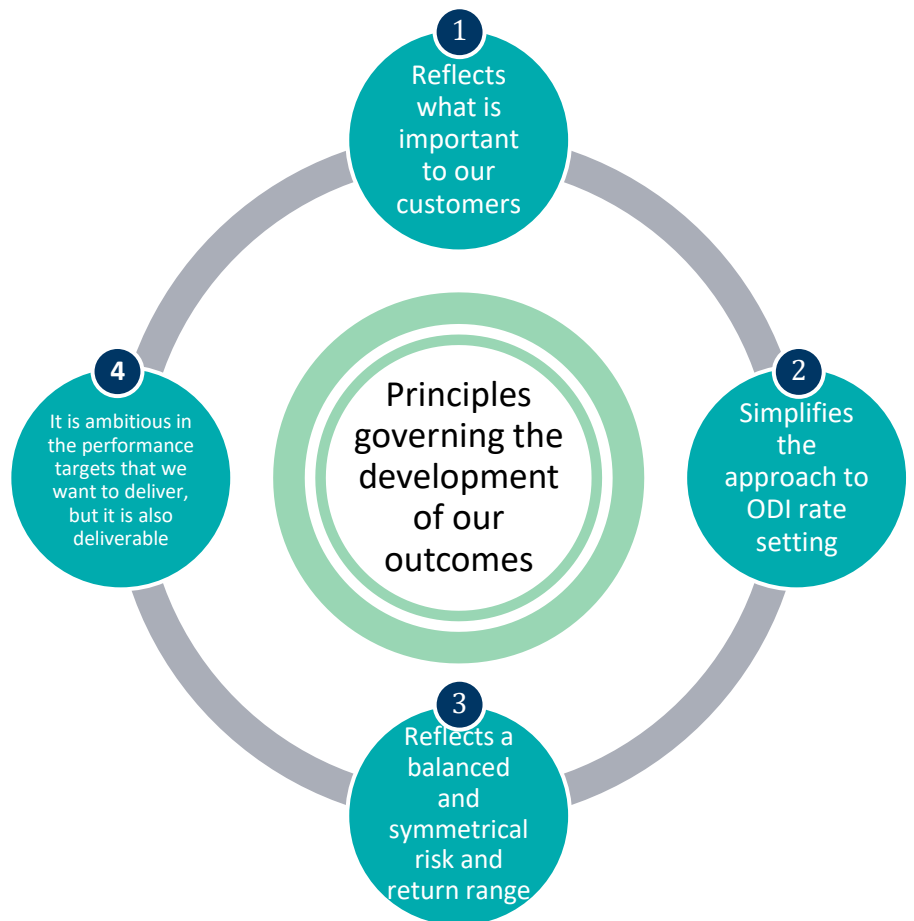 1
Reflects
what is
important
to our
customers
2
Simplifies
the
approach to
ODI rate
setting
3
Reflects a
balanced
and
symmetrical
risk and
return range
4
It is ambitious in
the performance
targets that we
want to deliver,
but it is also
deliverable
Principles
governing the
development
of our
outcomes